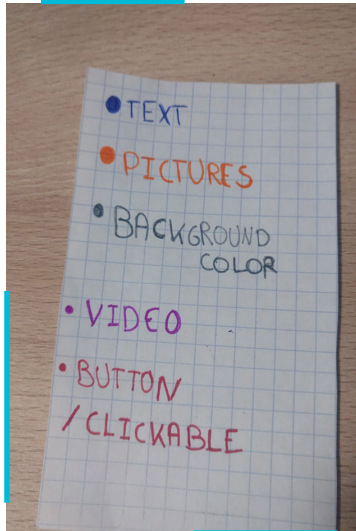 • TEXT
• PICTURES
• BACKGROUND
COLOR
• VIDEO
• BUTTON
/CLICKABLE